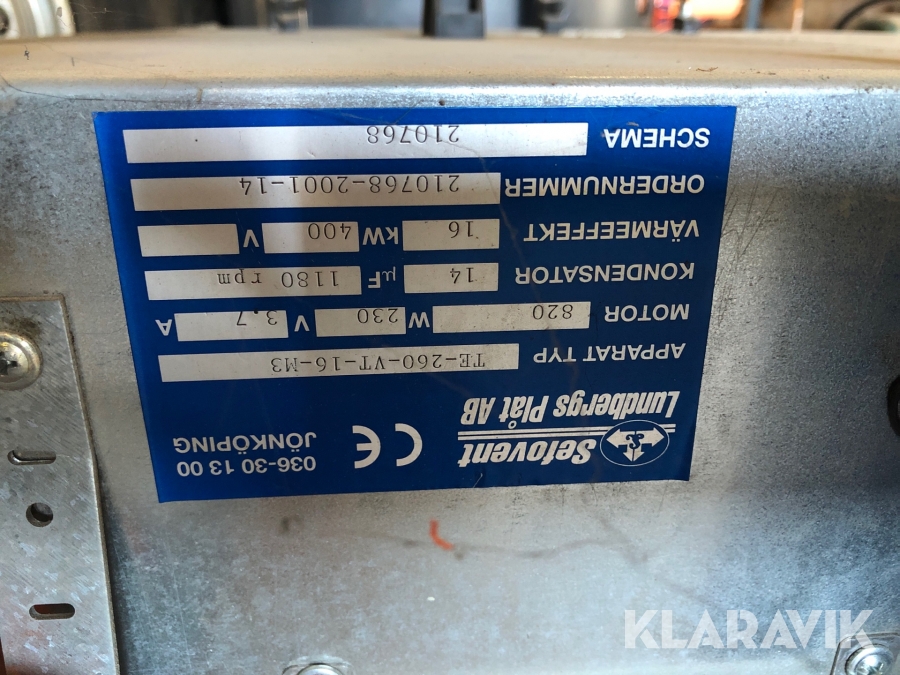 Sefovent
Lundbergs Plåt AB
CE
036-30 13 00
JÖNKÖPING
APPARAT TYP TE-260-VT-16-M3
MOTOR 820 W 230 V 3.7 A
KONDENSATOR 14 µF 1180 rpm
VÄRMEEFFEKT 16 kW 400 V
ORDERNUMMER 210768-2001-14
SCHEMA 210768
KLARAVIK